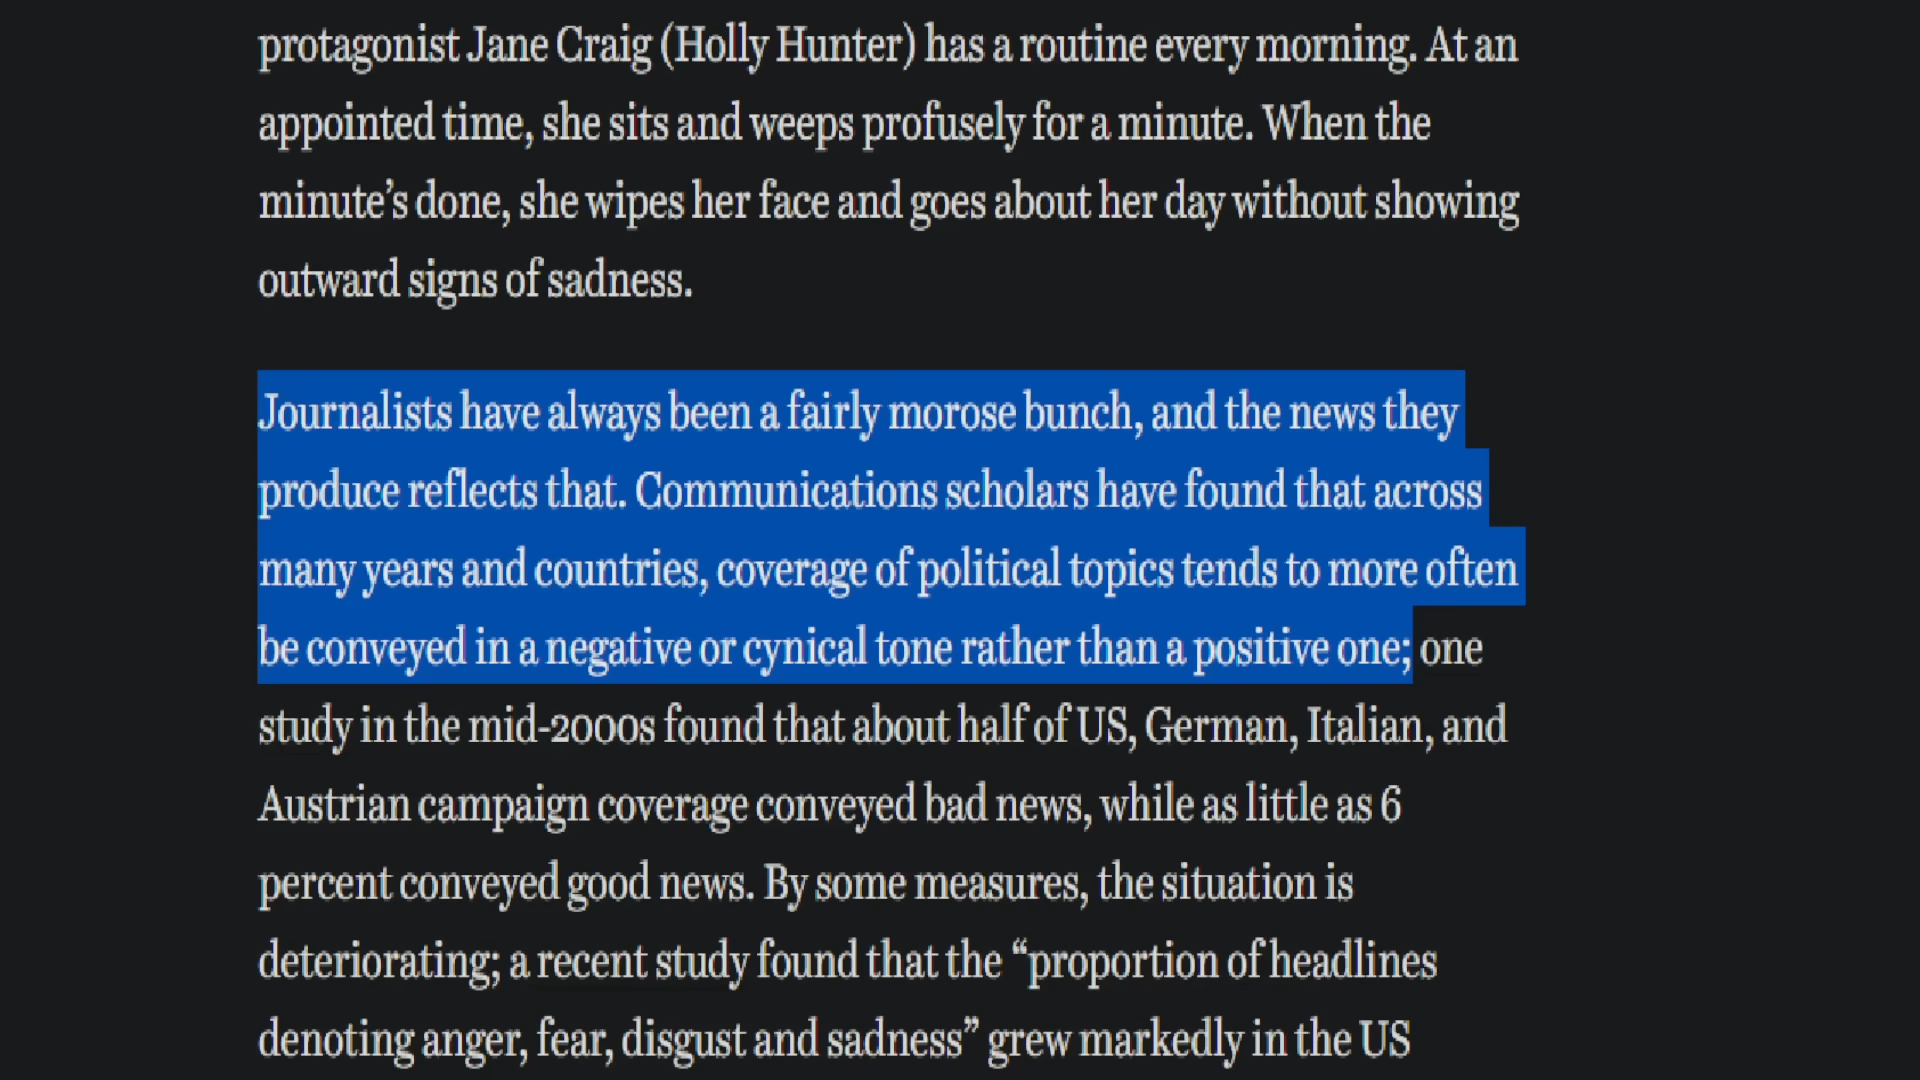 protagonist Jane Craig (Holly Hunter) has a routine every morning. At an
appointed time, she sits and weeps profusely for a minute. When the
minute’s done, she wipes her face and goes about her day without showing
outward signs of sadness.
Journalists have always been a fairly morose bunch, and the news they
produce reflects that. Communications scholars have found that across
many years and countries, coverage of political topics tends to more often
be conveyed in a negative or cynical tone rather than a positive one; one
study in the mid-2000s found that about half of US, German, Italian, and
Austrian campaign coverage conveyed bad news, while as little as 6
percent conveyed good news. By some measures, the situation is
deteriorating; a recent study found that the “proportion of headlines
denoting anger, fear, disgust and sadness” grew markedly in the US